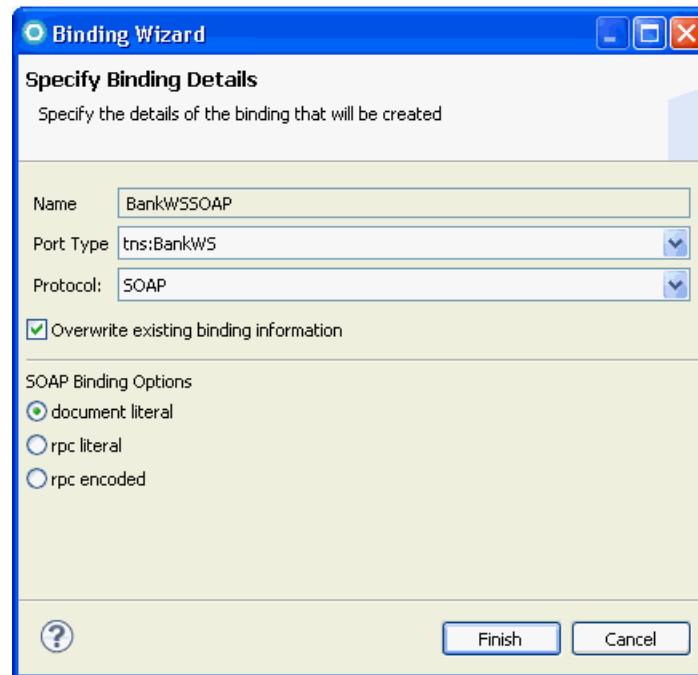 Binding Wizard
Specify Binding Details
Specify the details of the binding that will be created
Name BankWSSOAP
Port Type tns:BankWS
Protocol: SOAP
Overwrite existing binding information
SOAP Binding Options
document literal
rpc literal
rpc encoded
? Finish Cancel